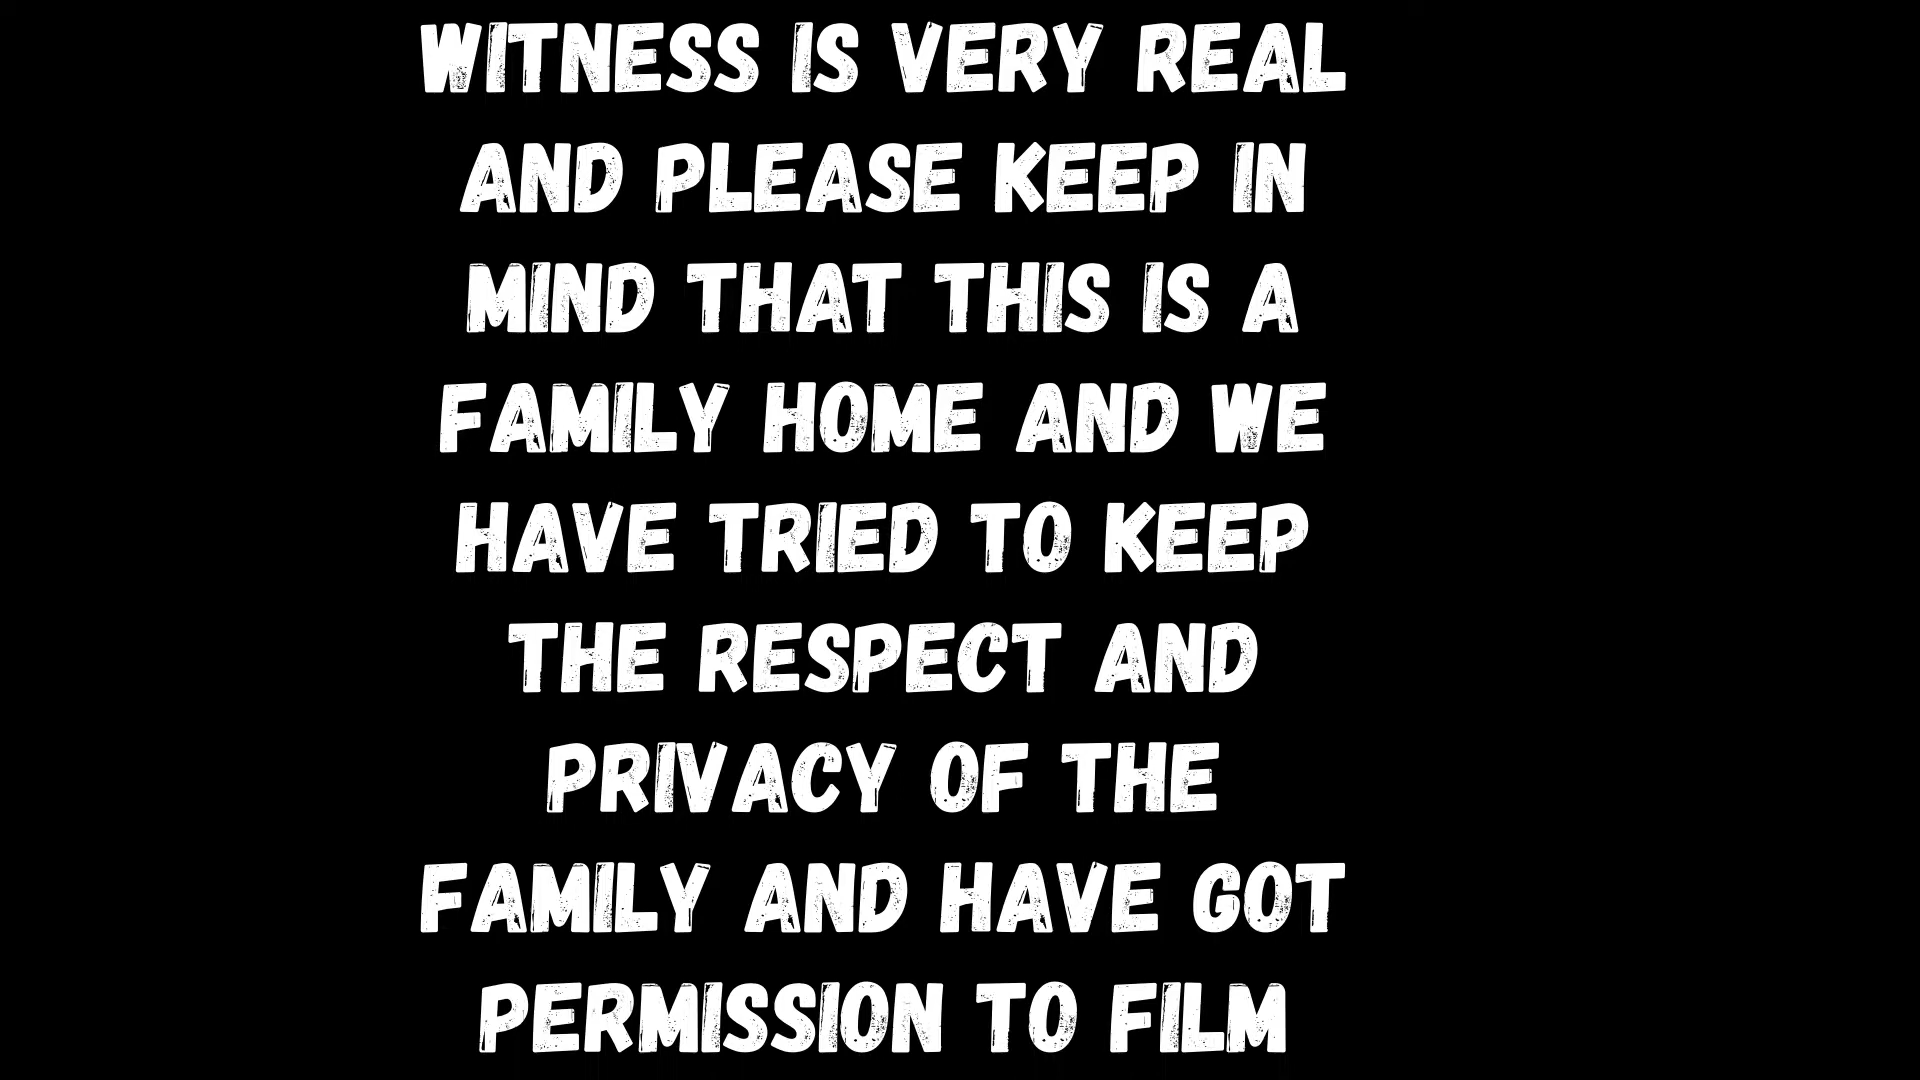 WITNESS IS VERY REAL
AND PLEASE KEEP IN
MIND THAT THIS IS A
FAMILY HOME AND WE
HAVE TRIED TO KEEP
THE RESPECT AND
PRIVACY OF THE
FAMILY AND HAVE GOT
PERMISSION TO FILM